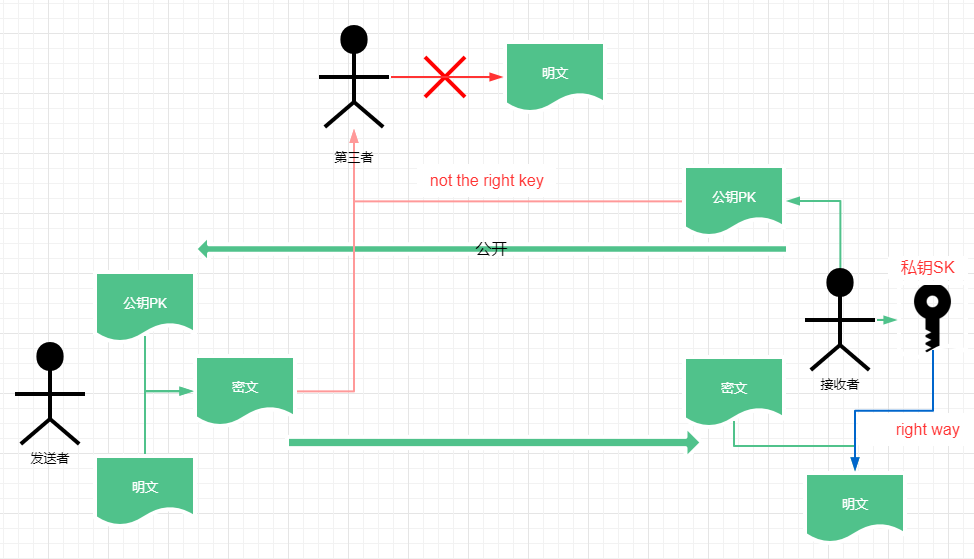 明文
第三者
not the right key
公钥PK
公开
私钥SK
公钥PK
密文
密文
接收者
right way
发送者
明文
明文